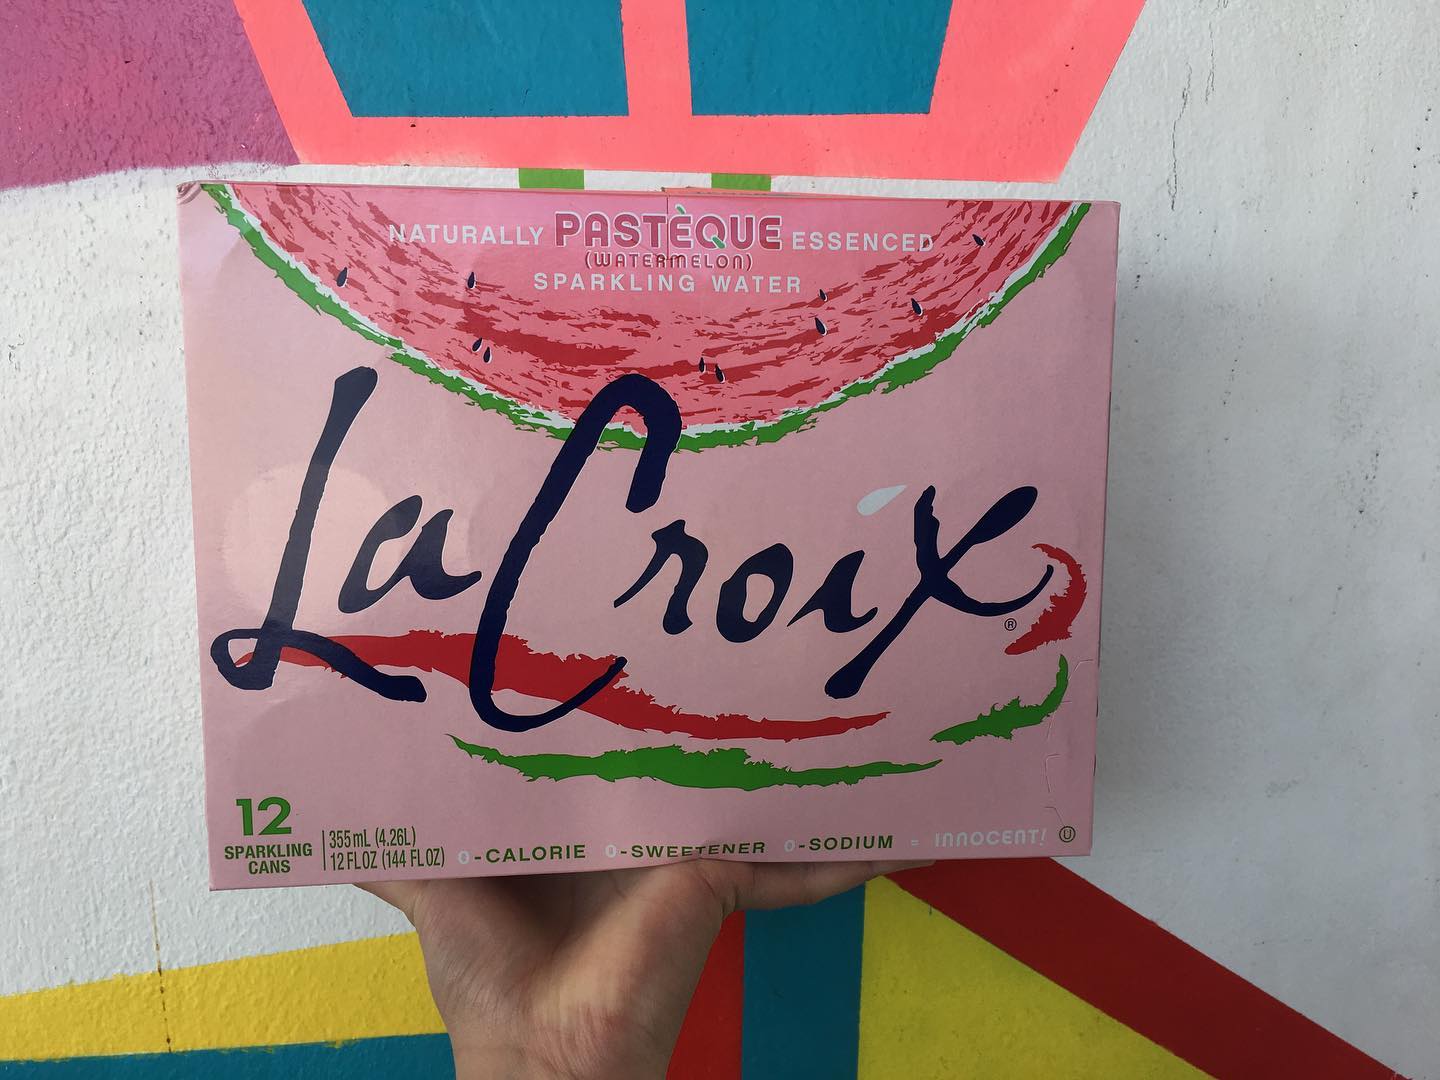 NATURALLY PASTÈQUE ESSENCED
(WATERMELON)
SPARKLING WATER
LaCroix®
12
SPARKLING
CANS
355mL (4.26L)
12 FL OZ (144 FL OZ)
0-CALORIE 0-SWEETENER 0-SODIUM = INNOCENT! Ⓤ